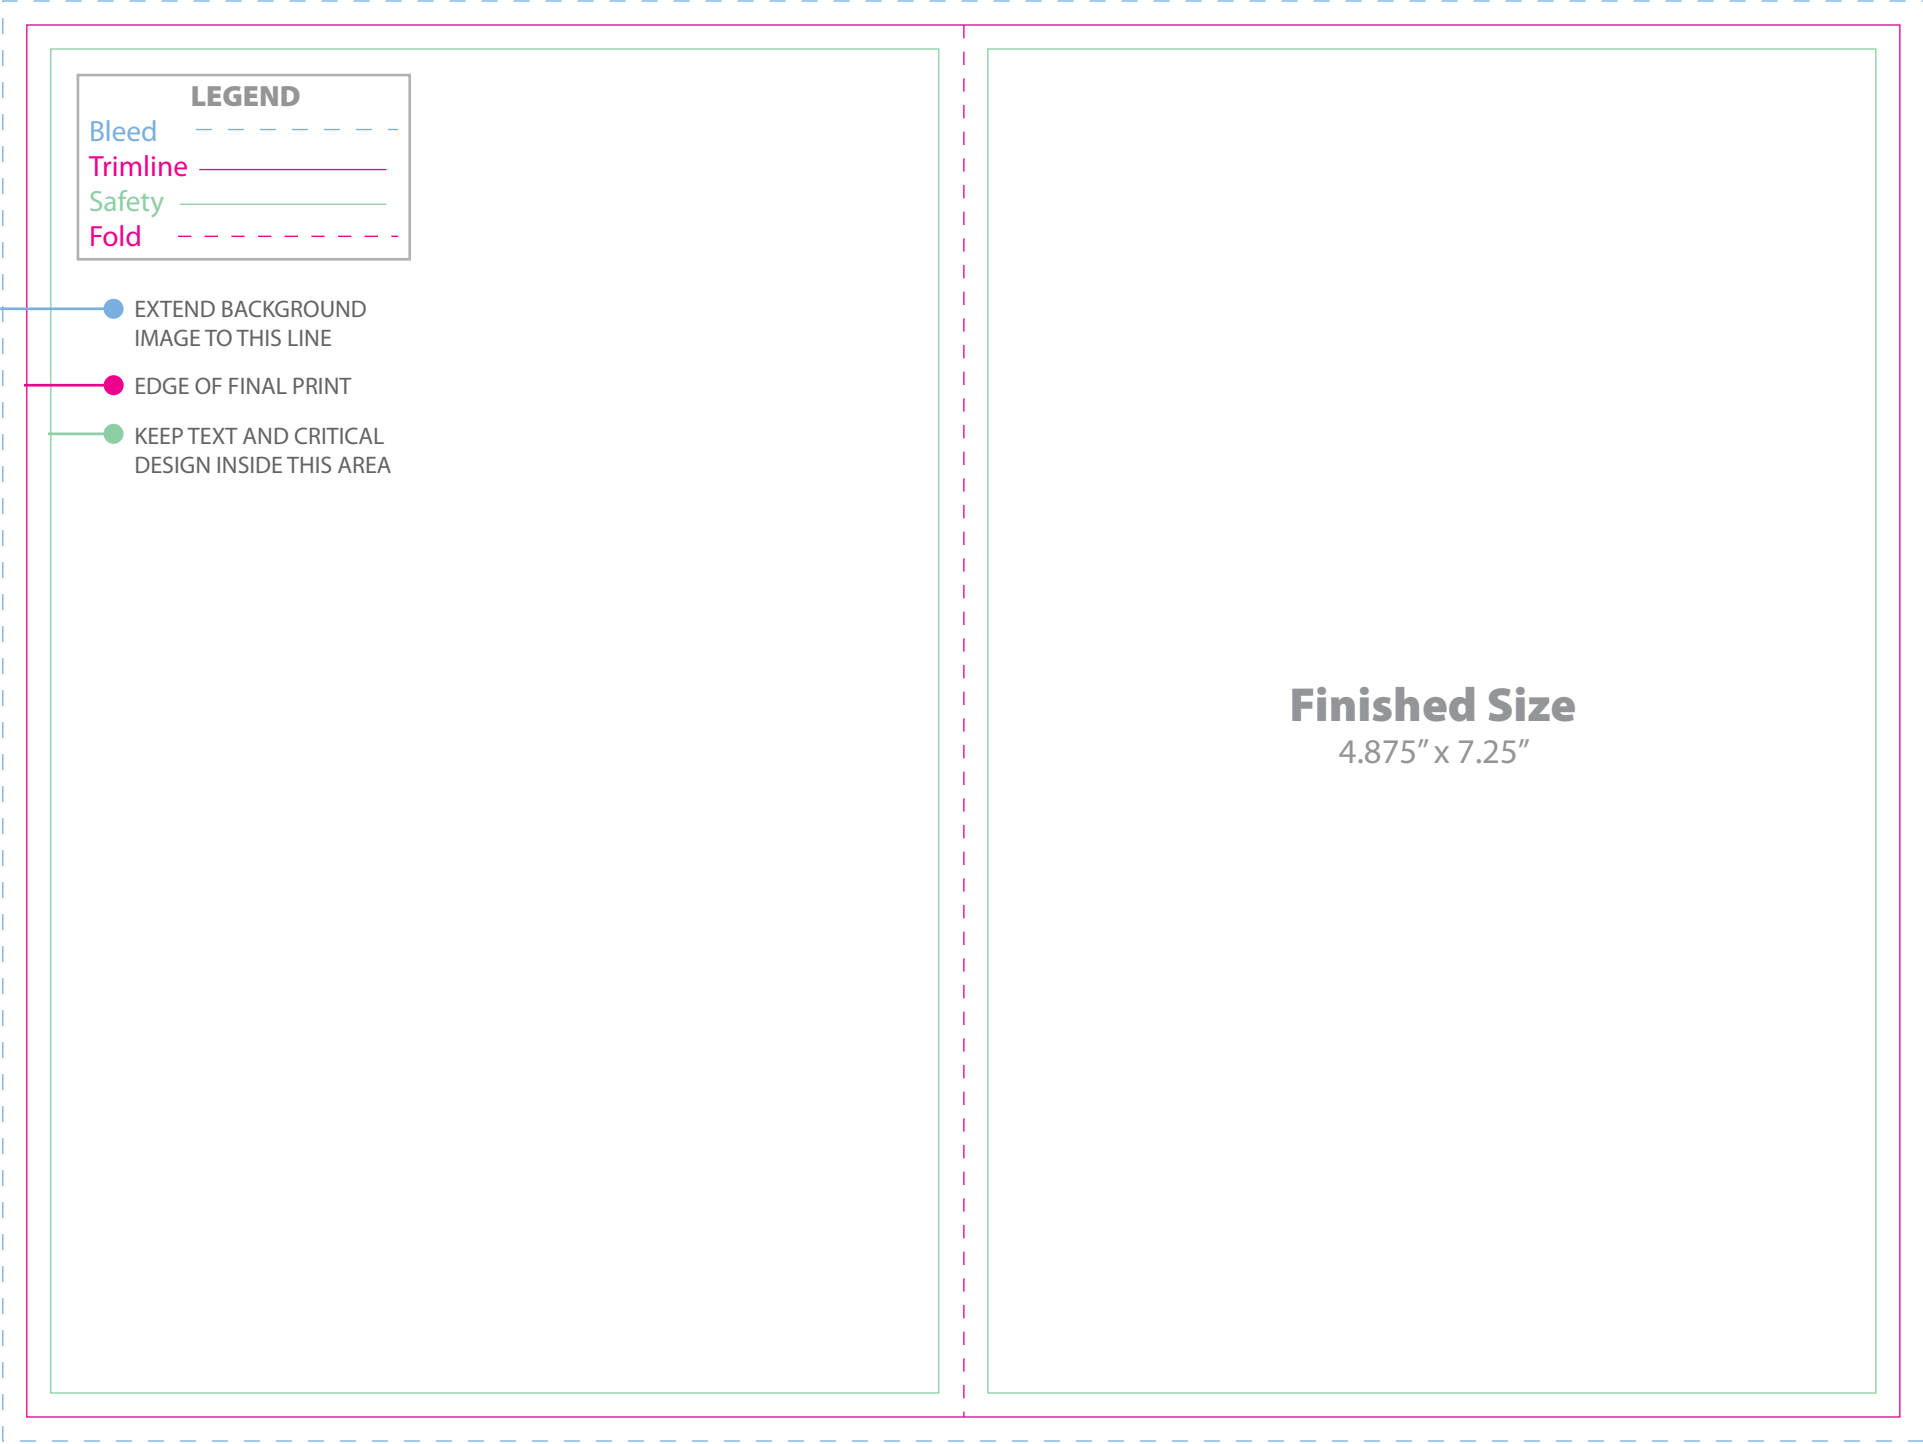 LEGEND
Bleed
Trimline
Safety
Fold
EXTEND BACKGROUND
IMAGE TO THIS LINE
EDGE OF FINAL PRINT
KEEP TEXT AND CRITICAL
DESIGN INSIDE THIS AREA
Finished Size
4.875” x 7.25”